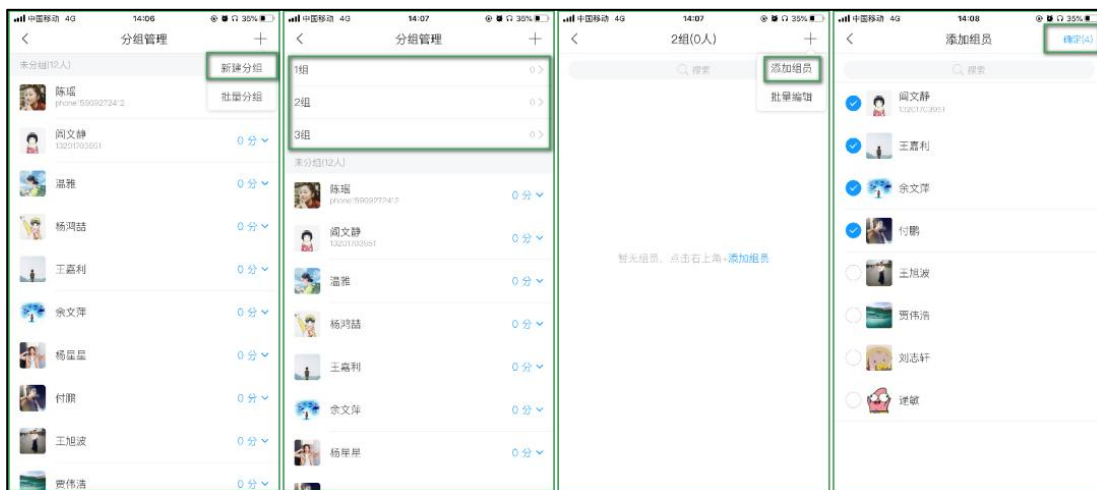 中国移动 4G 14:06 35%
分组管理
未分组(12人)
新建分组
批量分组
陈瑶
phone15909272412
阎文静
13201703951
0 分
温雅
0 分
杨鸿喆
0 分
王嘉利
0 分
余文萍
0 分
杨星星
0 分
付鹏
0 分
王旭波
0 分
贾伟浩
0 分
中国移动 4G 14:07 35%
分组管理
1组 0
2组 0
3组 0
未分组(12人)
陈瑶
phone15909272412
0 分
阎文静
13201703951
0 分
温雅
0 分
杨鸿喆
0 分
王嘉利
0 分
余文萍
0 分
杨星星
0 分
中国移动 4G 14:07 35%
2组(0人)
搜索
添加组员
批量编辑
暂无组员，点击右上角+添加组员
中国移动 4G 14:08 35%
添加组员
确定(4)
搜索
阎文静
13201703951
王嘉利
余文萍
付鹏
王旭波
贾伟浩
刘志轩